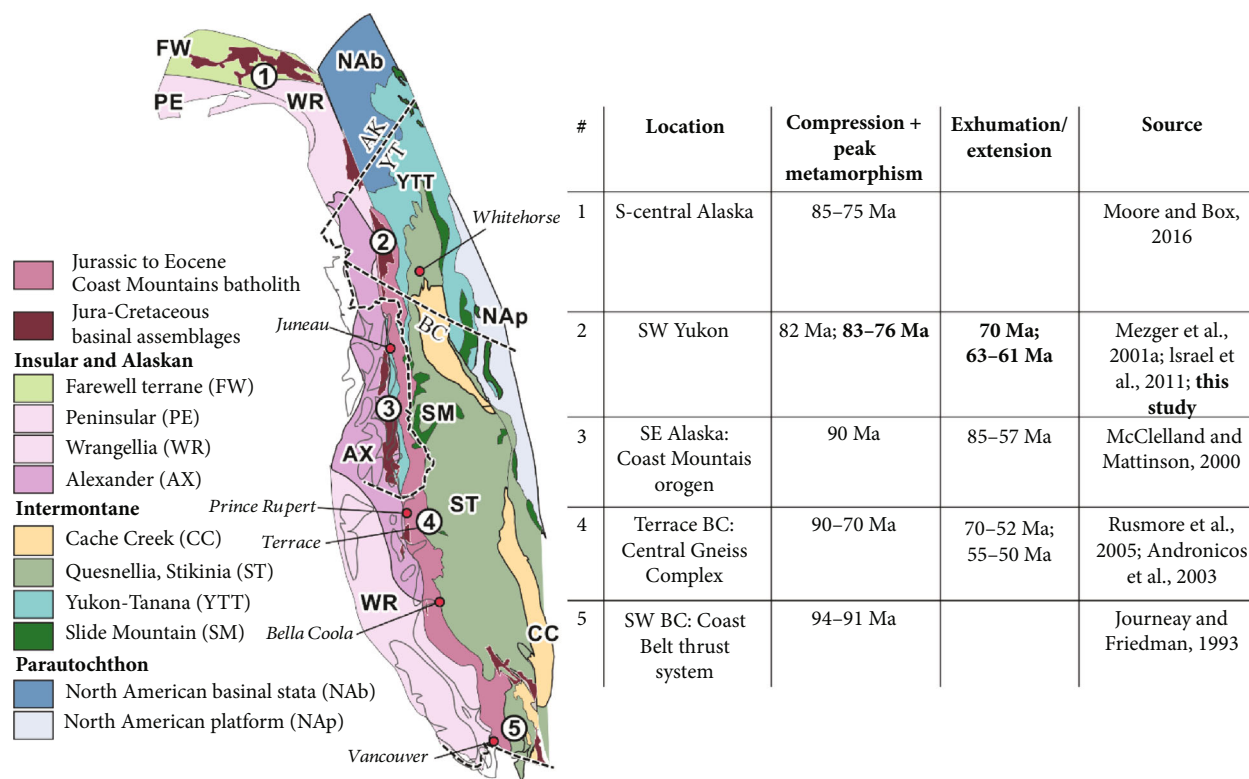 FW
NAb
1
PE
WR
AK
YT
YTT
Whitehorse
2
NAp
BC
Juneau
3
SM
AX
Prince Rupert
ST
4
Terrace
WR
Bella Coola
CC
5
Vancouver
Jurassic to Eocene
Coast Mountains batholith
Jura-Cretaceous
basinal assemblages
Insular and Alaskan
Farewell terrane (FW)
Peninsular (PE)
Wrangellia (WR)
Alexander (AX)
Intermontane
Cache Creek (CC)
Quesnellia, Stikinia (ST)
Yukon-Tanana (YTT)
Slide Mountain (SM)
Parautochthon
North American basinal stata (NAb)
North American platform (NAp)
# Location Compression + peak metamorphism Exhumation/ extension Source
1 S-central Alaska 85–75 Ma Moore and Box, 2016
2 SW Yukon 82 Ma; 83–76 Ma 70 Ma; 63–61 Ma Mezger et al., 2001a; Israel et al., 2011; this study
3 SE Alaska: Coast Mountais orogen 90 Ma 85–57 Ma McClelland and Mattinson, 2000
4 Terrace BC: Central Gneiss Complex 90–70 Ma 70–52 Ma; 55–50 Ma Rusmore et al., 2005; Andronicos et al., 2003
5 SW BC: Coast Belt thrust system 94–91 Ma Journeay and Friedman, 1993